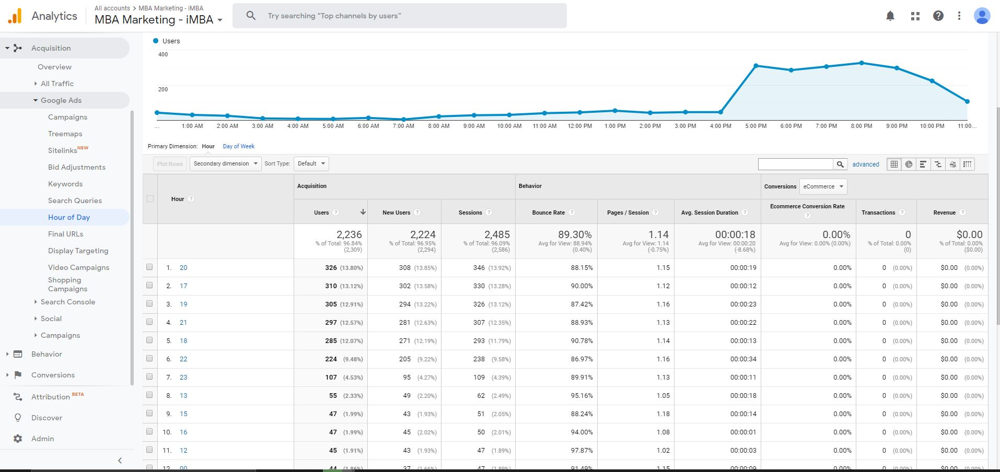 Analytics
All accounts > MBA Marketing - iMBA
MBA Marketing - iMBA
Try searching “Top channels by users”
Acquisition
Overview
All Traffic
Google Ads
Campaigns
Treemaps
Sitelinks NEW
Bid Adjustments
Keywords
Search Queries
Hour of Day
Final URLs
Display Targeting
Video Campaigns
Shopping
Campaigns
Search Console
Social
Campaigns
Behavior
Conversions
Attribution BETA
Discover
Admin
Users
400
200
... 1:00 AM 2:00 AM 3:00 AM 4:00 AM 5:00 AM 6:00 AM 7:00 AM 8:00 AM 9:00 AM 10:00 AM 11:00 AM 12:00 PM 1:00 PM 2:00 PM 3:00 PM 4:00 PM 5:00 PM 6:00 PM 7:00 PM 8:00 PM 9:00 PM 10:00 PM 11:00...
Primary Dimension: Hour Day of Week
Plot Rows Secondary dimension Sort Type: Default advanced
Acquisition Behavior Conversions eCommerce
Hour ? Users ? New Users ? Sessions ? Bounce Rate ? Pages / Session ? Avg. Session Duration ? Ecommerce Conversion Rate ? Transactions ? Revenue ?
2,236 2,224 2,485 89.30% 1.14 00:00:18 0.00% 0 $0.00
% of Total: 96.84% % of Total: 96.95% % of Total: 96.09% Avg for View: 88.94% Avg for View: 1.14 Avg for View: 00:00:20 Avg for View: 0.00% (0.00%) % of Total: 0.00% % of Total: 0.00%
(2,309) (2,294) (2,586) (0.40%) (-0.75%) (-8.68%) (0) ($0.00)
1. 20 326 (13.80%) 308 (13.85%) 346 (13.92%) 88.15% 1.15 00:00:19 0.00% 0 (0.00%) $0.00 (0.00%)
2. 17 310 (13.12%) 302 (13.58%) 330 (13.28%) 90.00% 1.12 00:00:12 0.00% 0 (0.00%) $0.00 (0.00%)
3. 19 305 (12.91%) 294 (13.22%) 326 (13.12%) 87.42% 1.16 00:00:23 0.00% 0 (0.00%) $0.00 (0.00%)
4. 21 297 (12.57%) 281 (12.63%) 307 (12.35%) 88.93% 1.13 00:00:22 0.00% 0 (0.00%) $0.00 (0.00%)
5. 18 285 (12.07%) 271 (12.19%) 293 (11.79%) 90.78% 1.14 00:00:13 0.00% 0 (0.00%) $0.00 (0.00%)
6. 22 224 (9.48%) 205 (9.22%) 238 (9.58%) 86.97% 1.16 00:00:34 0.00% 0 (0.00%) $0.00 (0.00%)
7. 23 107 (4.53%) 95 (4.27%) 109 (4.39%) 89.91% 1.13 00:00:11 0.00% 0 (0.00%) $0.00 (0.00%)
8. 13 55 (2.33%) 49 (2.20%) 62 (2.49%) 95.16% 1.05 00:00:18 0.00% 0 (0.00%) $0.00 (0.00%)
9. 15 47 (1.99%) 43 (1.93%) 51 (2.05%) 88.24% 1.18 00:00:14 0.00% 0 (0.00%) $0.00 (0.00%)
10. 16 47 (1.99%) 45 (2.02%) 50 (2.01%) 94.00% 1.08 00:00:01 0.00% 0 (0.00%) $0.00 (0.00%)
11. 12 45 (1.91%) 43 (1.93%) 47 (1.89%) 97.87% 1.02 00:00:03 0.00% 0 (0.00%) $0.00 (0.00%)
12. 00 44 (1.86%) 37 (1.66%) 47 (1.89%) 91.49% 1.15 00:00:09 0.00% 0 (0.00%) $0.00 (0.00%)